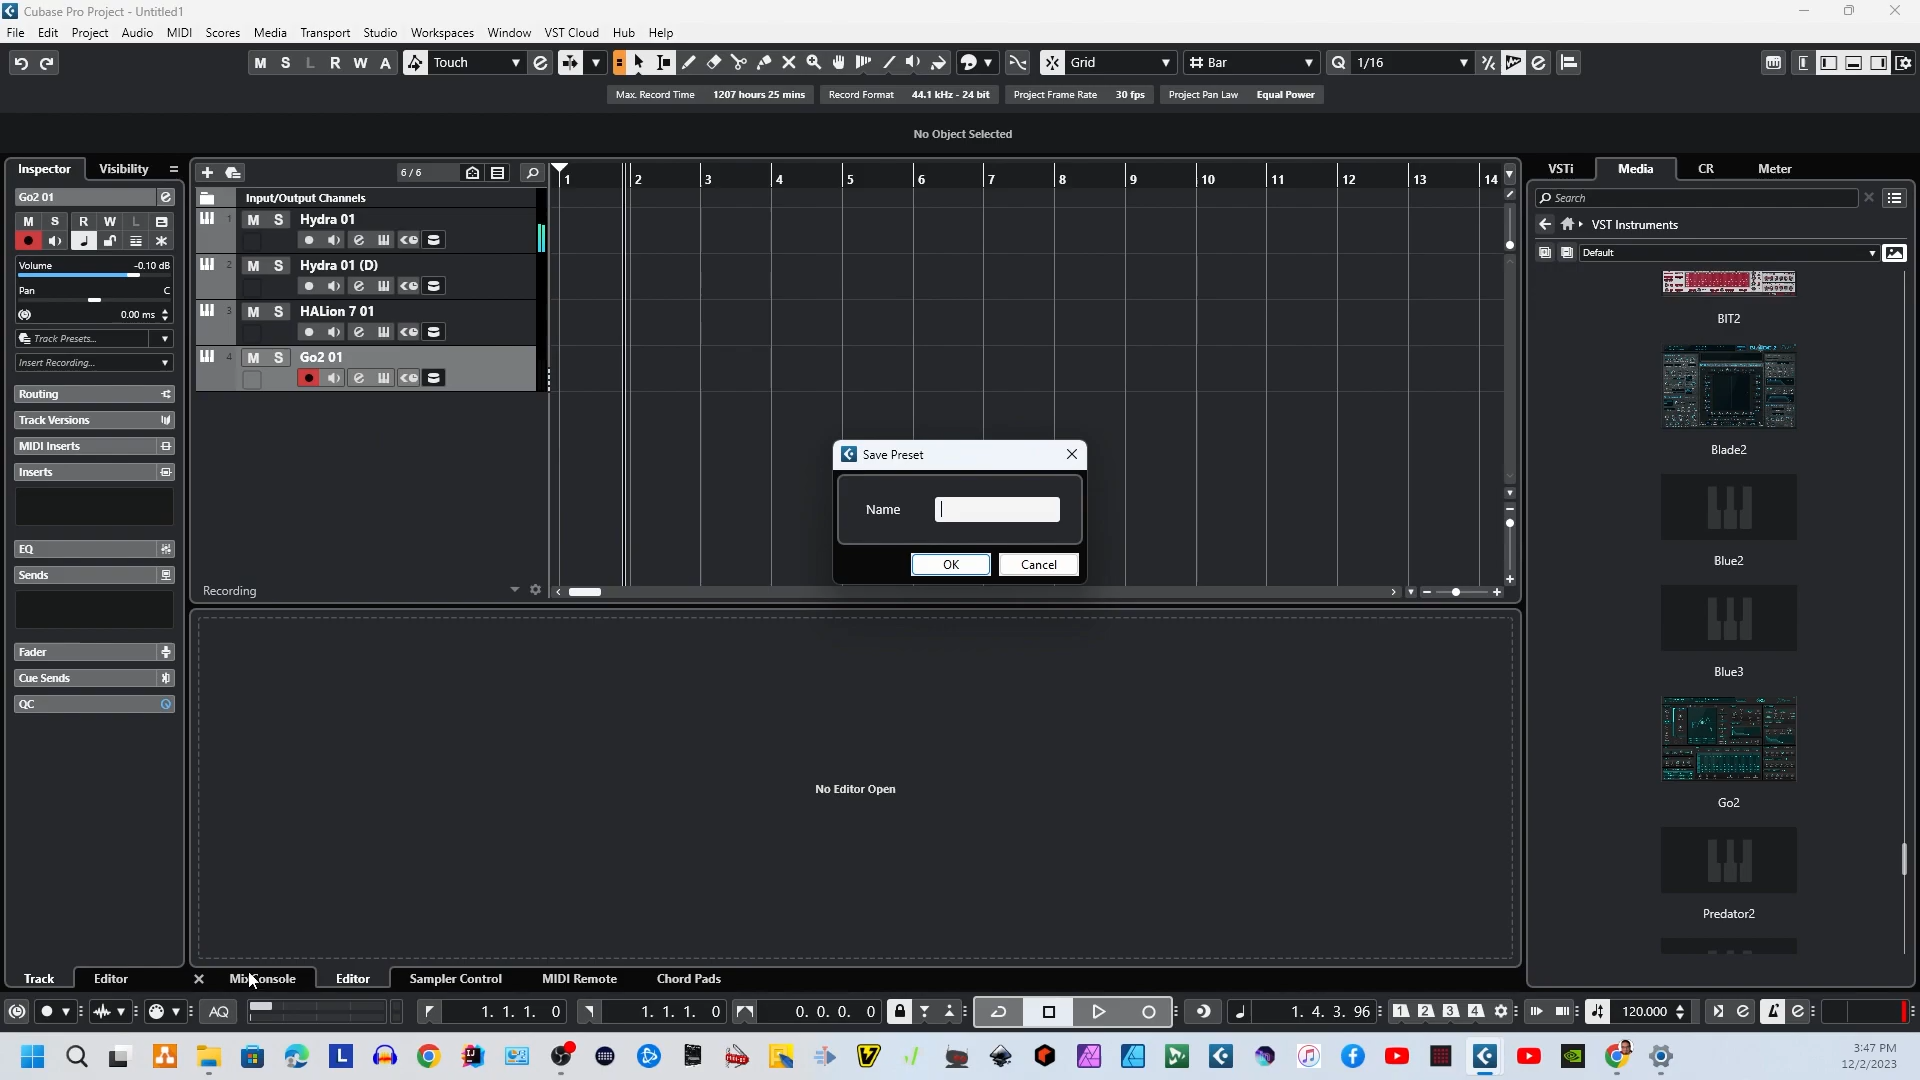 Cubase Pro Project - Untitled1
File Edit Project Audio MIDI Scores Media Transport Studio Workspaces Window VST Cloud Hub Help
M S L R W A Touch Grid Bar Q 1/16
Max. Record Time 1207 hours 25 mins Record Format 44.1 kHz - 24 bit Project Frame Rate 30 fps Project Pan Law Equal Power
No Object Selected
Inspector Visibility
Go2 01
M S R W L
Volume -0.10 dB
Pan C
0.00 ms
Track Presets...
Insert Recording...
Routing
Track Versions
MIDI Inserts
Inserts
EQ
Sends
Fader
Cue Sends
QC
Track Editor
6 / 6
Input/Output Channels
1 M S Hydra 01
2 M S Hydra 01 (D)
3 M S HALion 7 01
4 M S Go2 01
Recording
1 2 3 4 5 6 7 8 9 10 11 12 13 14
Save Preset
Name
OK Cancel
No Editor Open
MixConsole Editor Sampler Control MIDI Remote Chord Pads
VSTi Media CR Meter
Search
VST Instruments
Default
BIT2
Blade2
Blue2
Blue3
Go2
Predator2
AQ 1. 1. 1. 0 1. 1. 1. 0 0. 0. 0. 0 1. 4. 3. 96 1 2 3 4 120.000
L
3:47 PM
12/2/2023